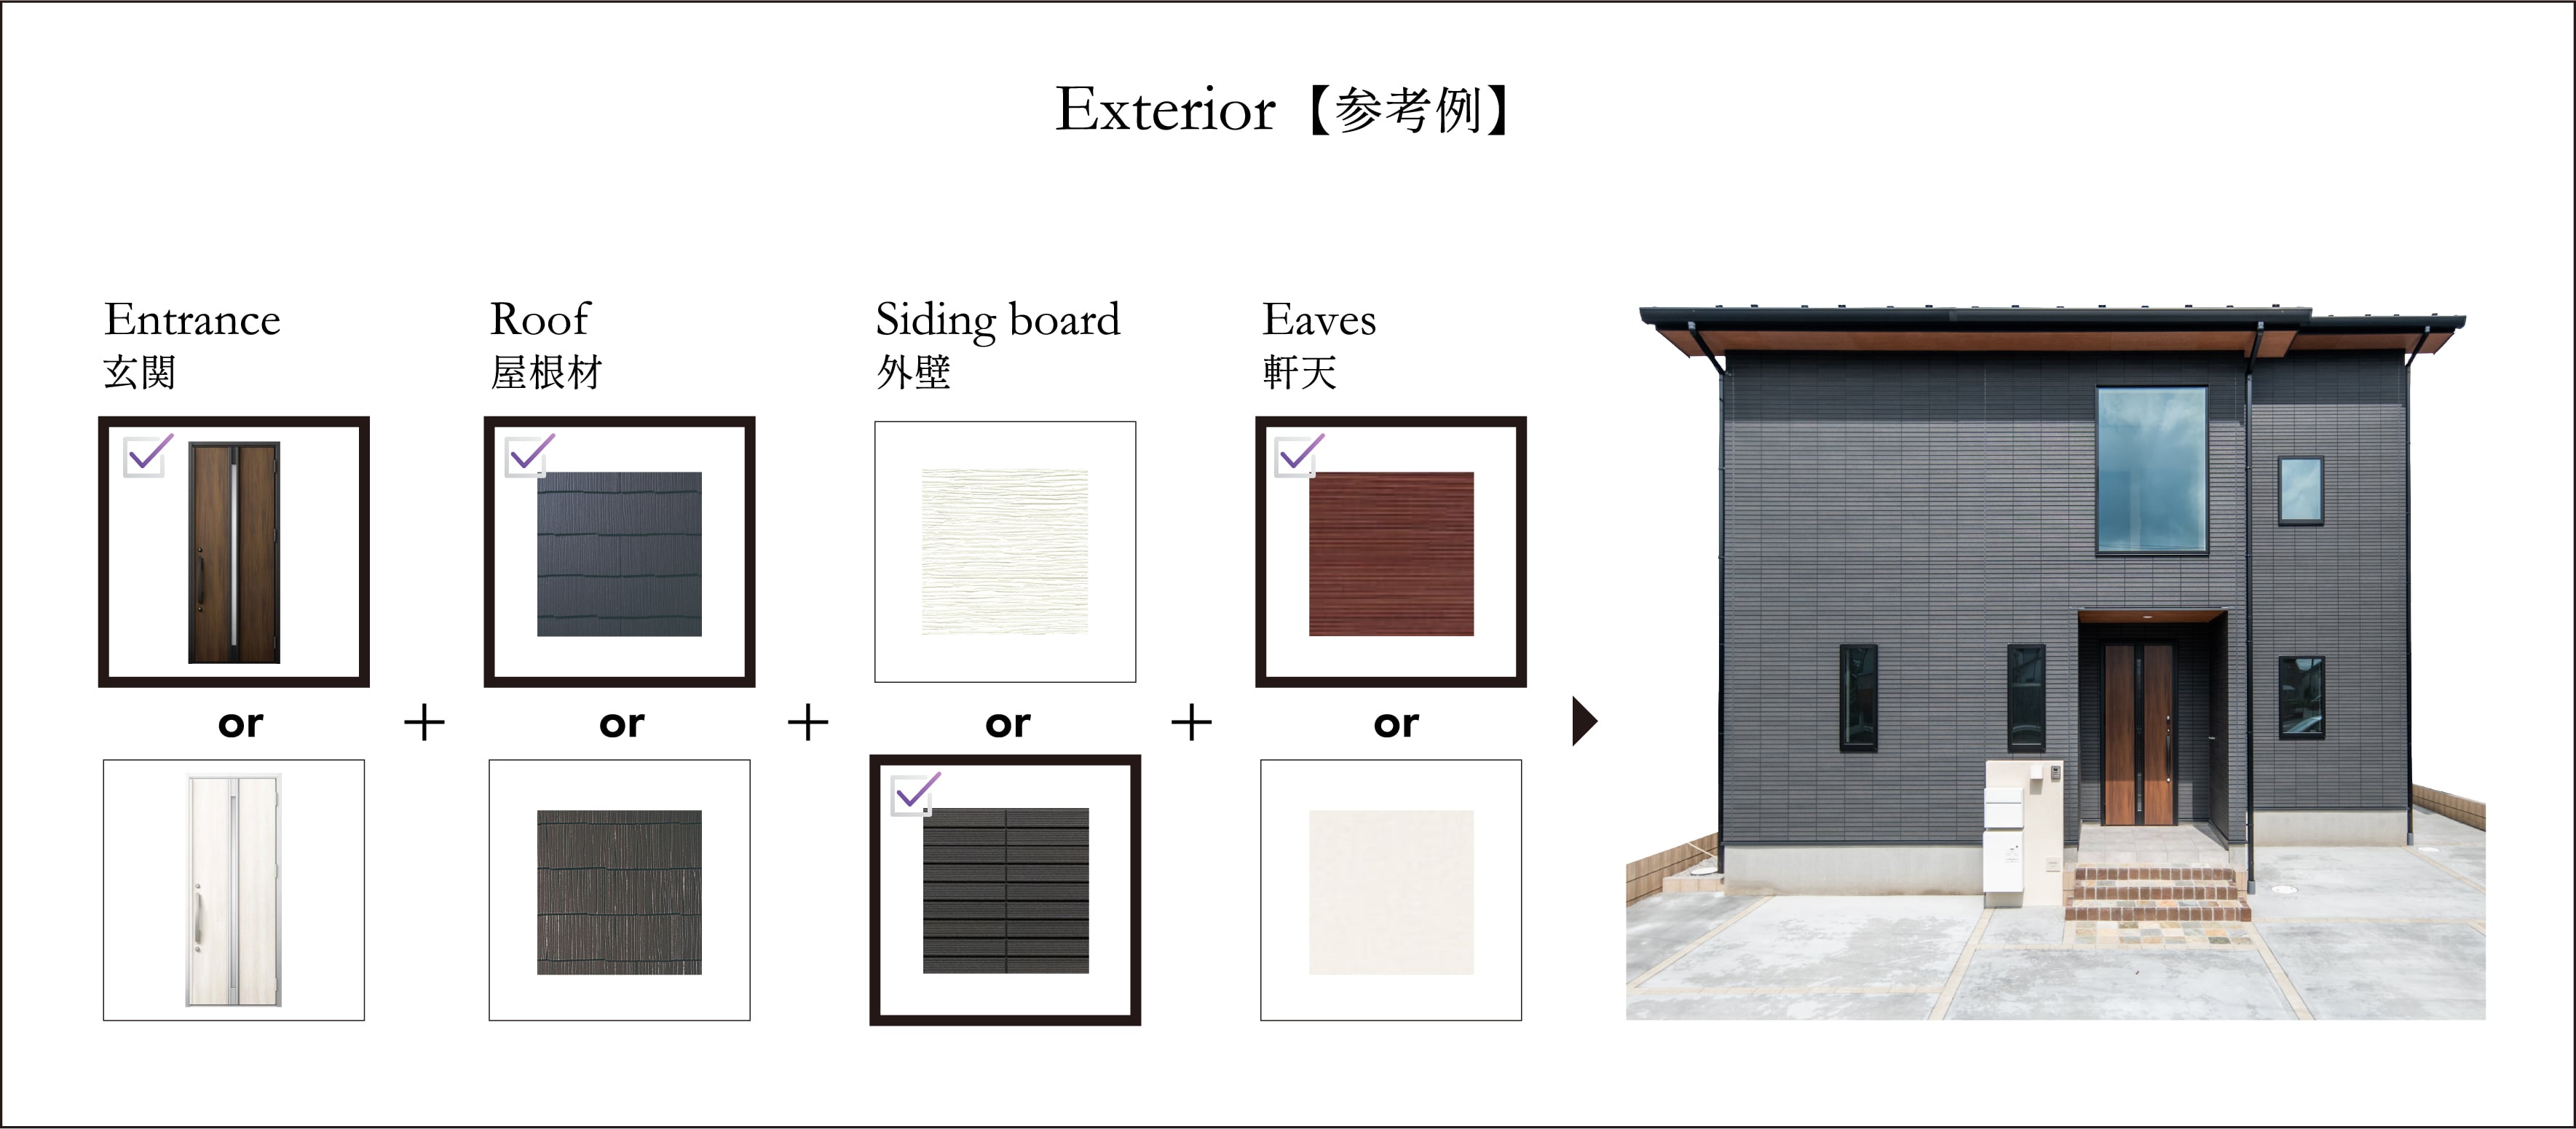 Exterior【参考例】
Entrance
玄関
Roof
屋根材
Siding board
外壁
Eaves
軒天
or
+
or
+
or
+
or